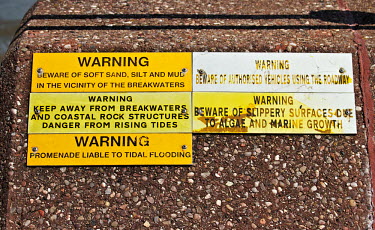 WARNING
BEWARE OF SOFT SAND, SILT AND MUD
IN THE VICINITY OF THE BREAKWATERS
WARNING
KEEP AWAY FROM BREAKWATERS
AND COASTAL ROCK STRUCTURES
DANGER FROM RISING TIDES
WARNING
PROMENADE LIABLE TO TIDAL FLOODING
WARNING
BEWARE OF AUTHORISED VEHICLES USING THE ROADWAY
WARNING
BEWARE OF SLIPPERY SURFACES DUE
TO ALGAE AND MARINE GROWTH